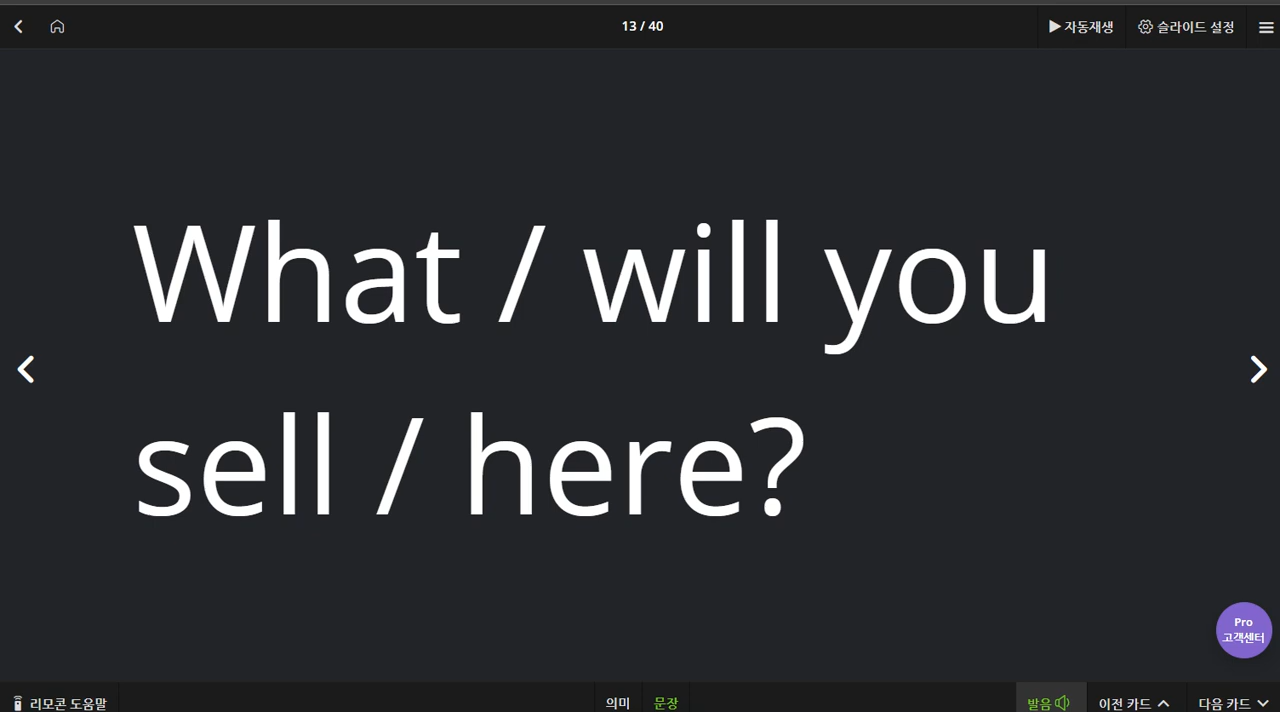 13 / 40
자동재생
슬라이드 설정
What / will you
sell / here?
Pro
고객센터
리모콘 도움말
의미
문장
발음
이전 카드
다음 카드